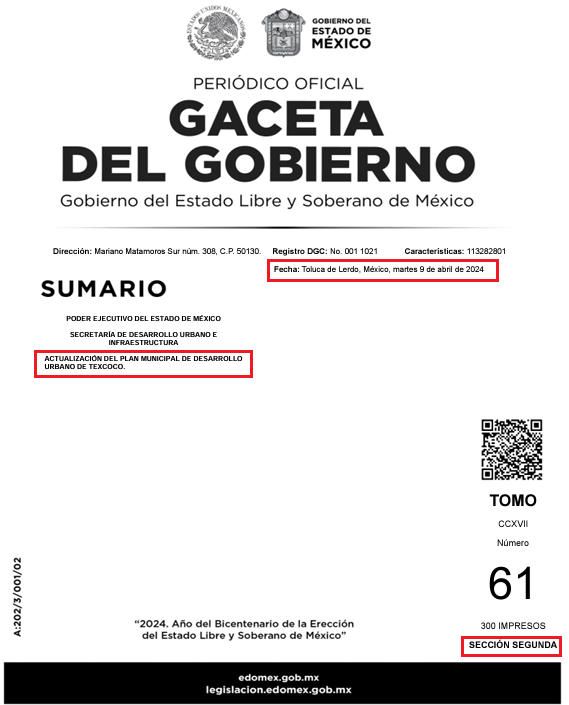 ESTADOS UNIDOS MEXICANOS
GOBIERNO DEL
ESTADO DE
MÉXICO
PERIÓDICO OFICIAL
GACETA
DEL GOBIERNO
Gobierno del Estado Libre y Soberano de México
Dirección: Mariano Matamoros Sur núm. 308, C.P. 50130. Registro DGC: No. 001 1021 Características: 113282801
Fecha: Toluca de Lerdo, México, martes 9 de abril de 2024
SUMARIO
PODER EJECUTIVO DEL ESTADO DE MÉXICO
SECRETARÍA DE DESARROLLO URBANO E
INFRAESTRUCTURA
ACTUALIZACIÓN DEL PLAN MUNICIPAL DE DESARROLLO
URBANO DE TEXCOCO.
TOMO
CCXVII
Número
61
300 IMPRESOS
SECCIÓN SEGUNDA
A:202/3/001/02
“2024. Año del Bicentenario de la Erección
del Estado Libre y Soberano de México”
edomex.gob.mx
legislacion.edomex.gob.mx